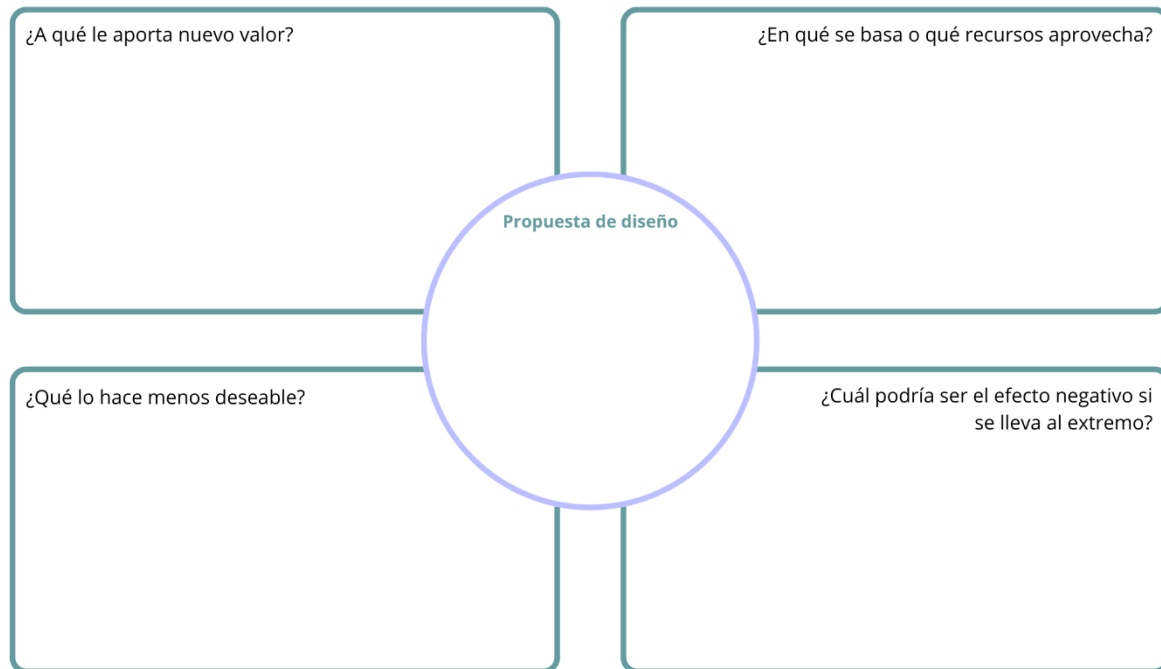 ¿A qué le aporta nuevo valor?
¿En qué se basa o qué recursos aprovecha?
Propuesta de diseño
¿Qué lo hace menos deseable?
¿Cuál podría ser el efecto negativo si
se lleva al extremo?